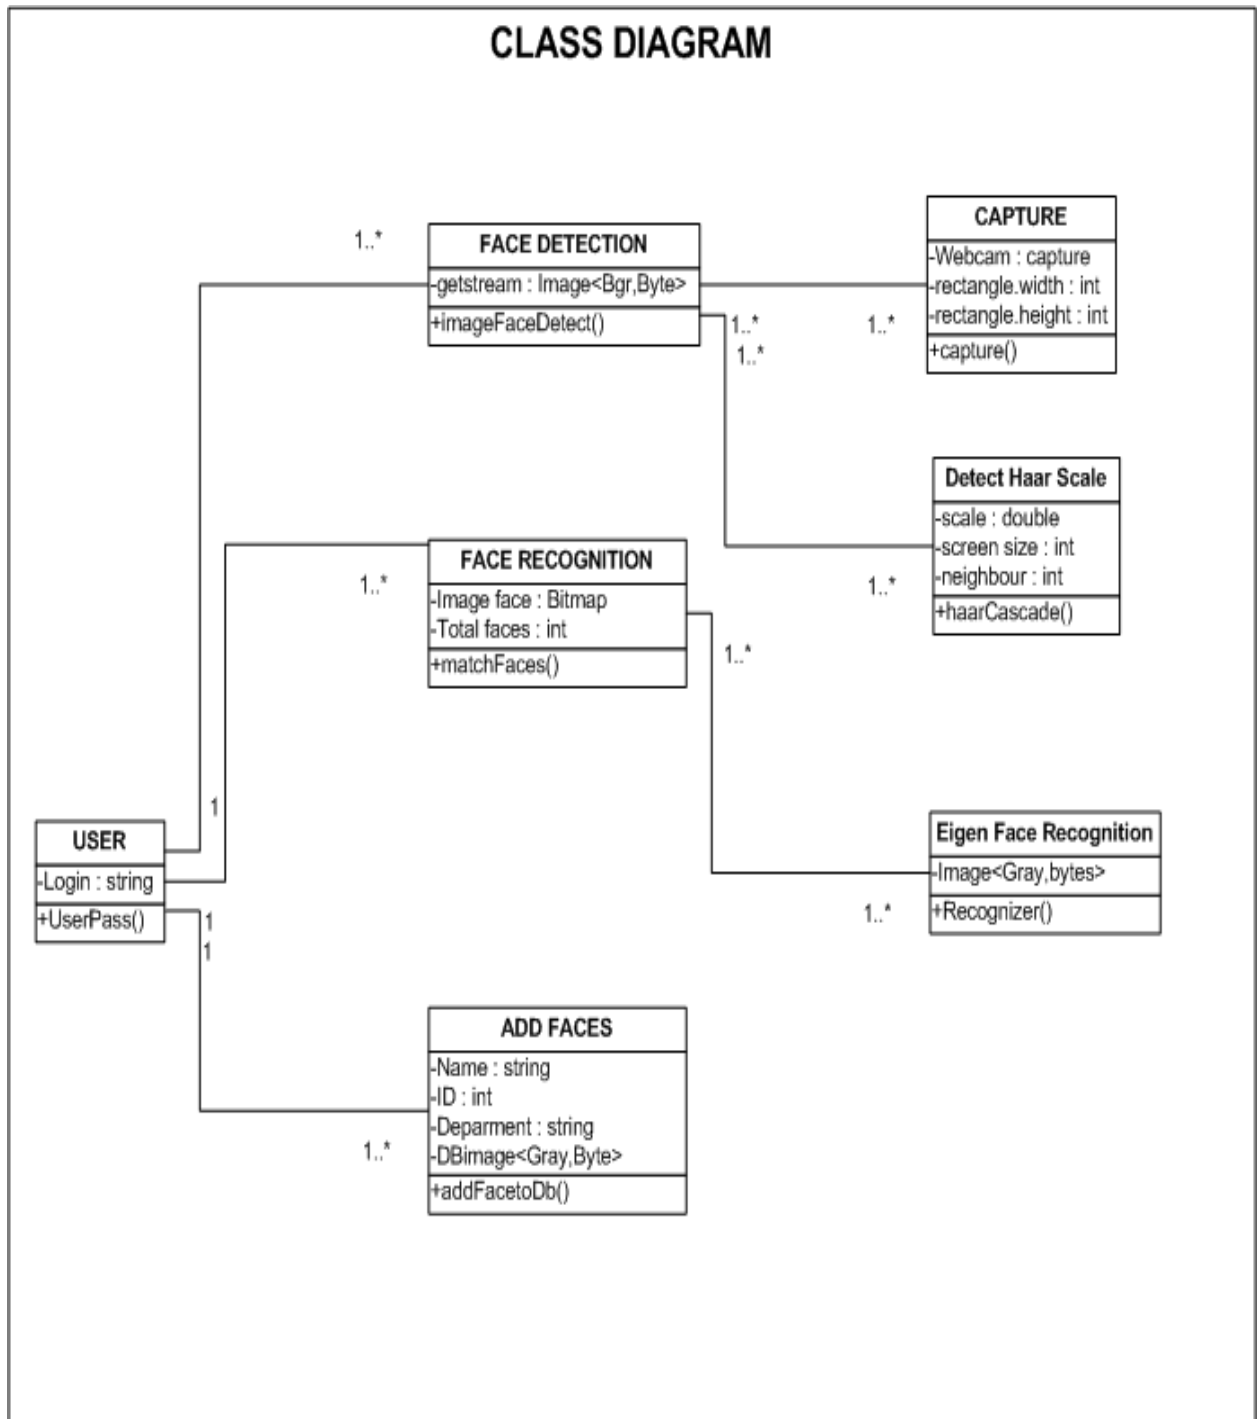 CLASS DIAGRAM
CAPTURE
-Webcam : capture
-rectangle.width : int
-rectangle.height : int
+capture()
1..*
FACE DETECTION
-getstream : Image<Bgr,Byte>
+imageFaceDetect()
1..*
1..*
1..*
Detect Haar Scale
-scale : double
-screen size : int
-neighbour : int
+haarCascade()
1..*
FACE RECOGNITION
-Image face : Bitmap
-Total faces : int
+matchFaces()
1..*
1..*
1
USER
-Login : string
+UserPass()
1
1
Eigen Face Recognition
-Image<Gray,bytes>
+Recognizer()
1..*
ADD FACES
-Name : string
-ID : int
-Deparment : string
-DBimage<Gray,Byte>
+addFacetoDb()
1..*